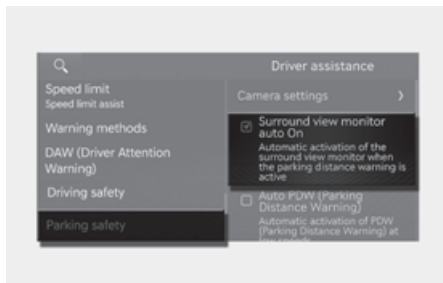 Driver assistance
Speed limit
Speed limit assist
Warning methods
DAW (Driver Attention
Warning)
Driving safety
Parking safety
Camera settings
Surround view monitor
auto On
Automatic activation of the
surround view monitor when
the parking distance warning is
active
Auto PDW (Parking
Distance Warning)
Automatic activation of PDW
(Parking Distance Warning) at
low speeds